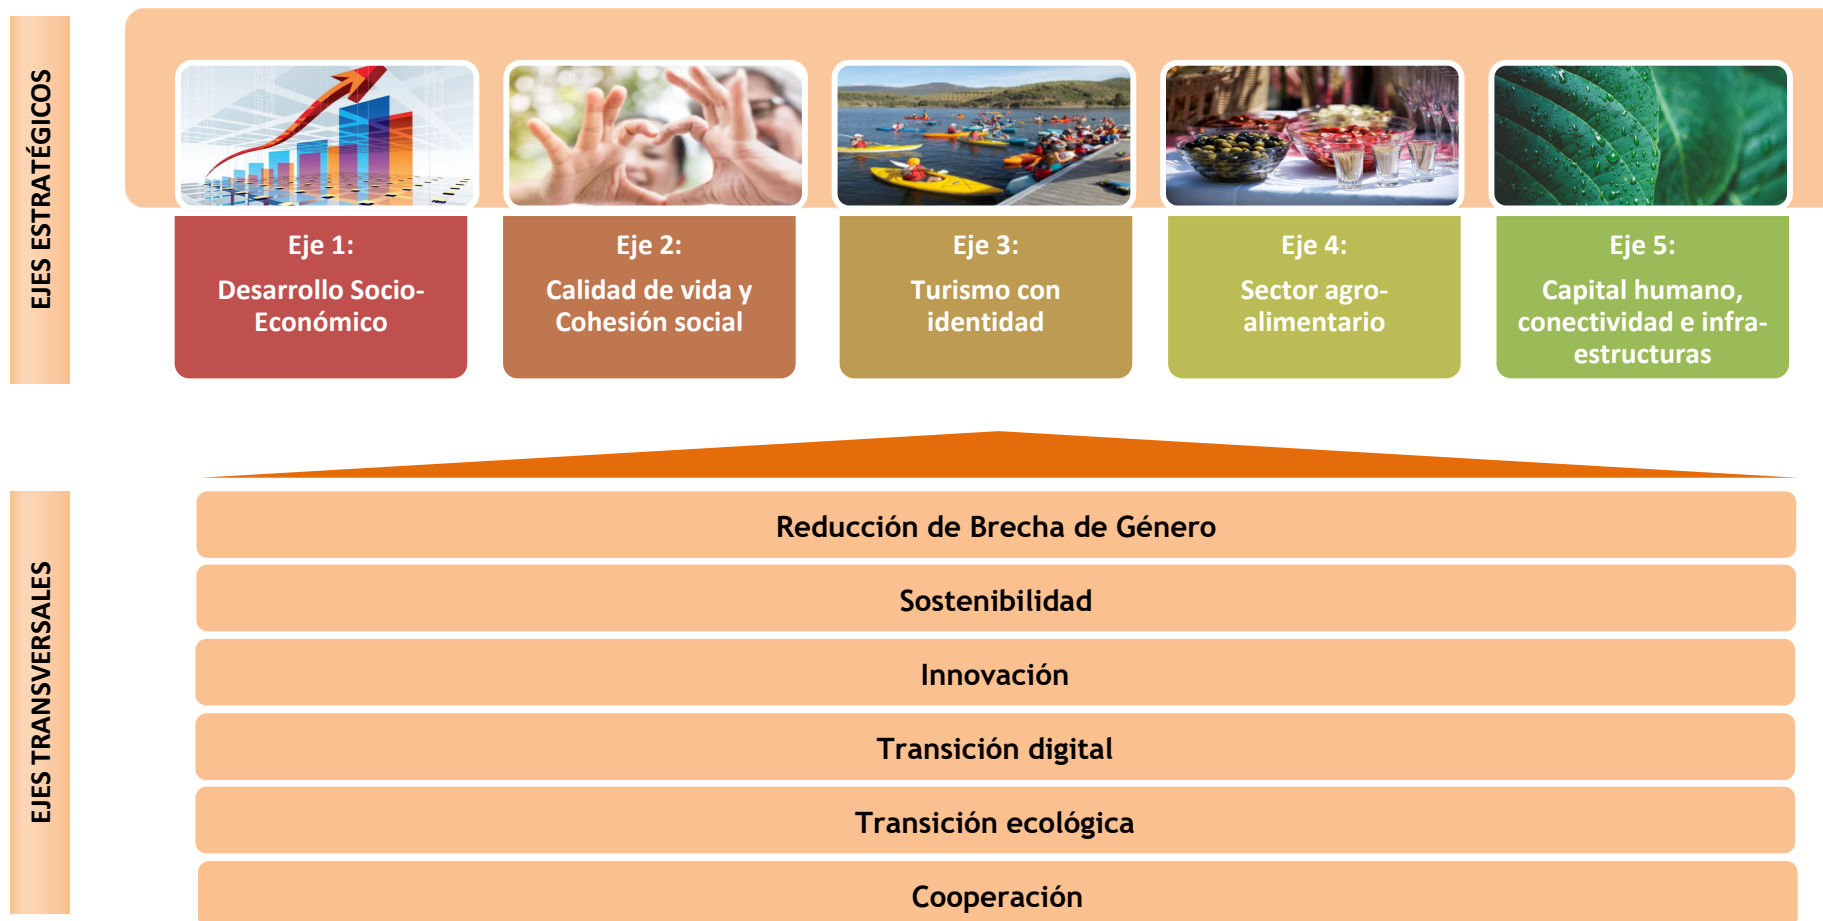 EJES ESTRATÉGICOS
Eje 1:
Desarrollo Socio-
Económico
Eje 2:
Calidad de vida y
Cohesión social
Eje 3:
Turismo con
identidad
Eje 4:
Sector agro-
alimentario
Eje 5:
Capital humano,
conectividad e infra-
estructuras
EJES TRANSVERSALES
Reducción de Brecha de Género
Sostenibilidad
Innovación
Transición digital
Transición ecológica
Cooperación